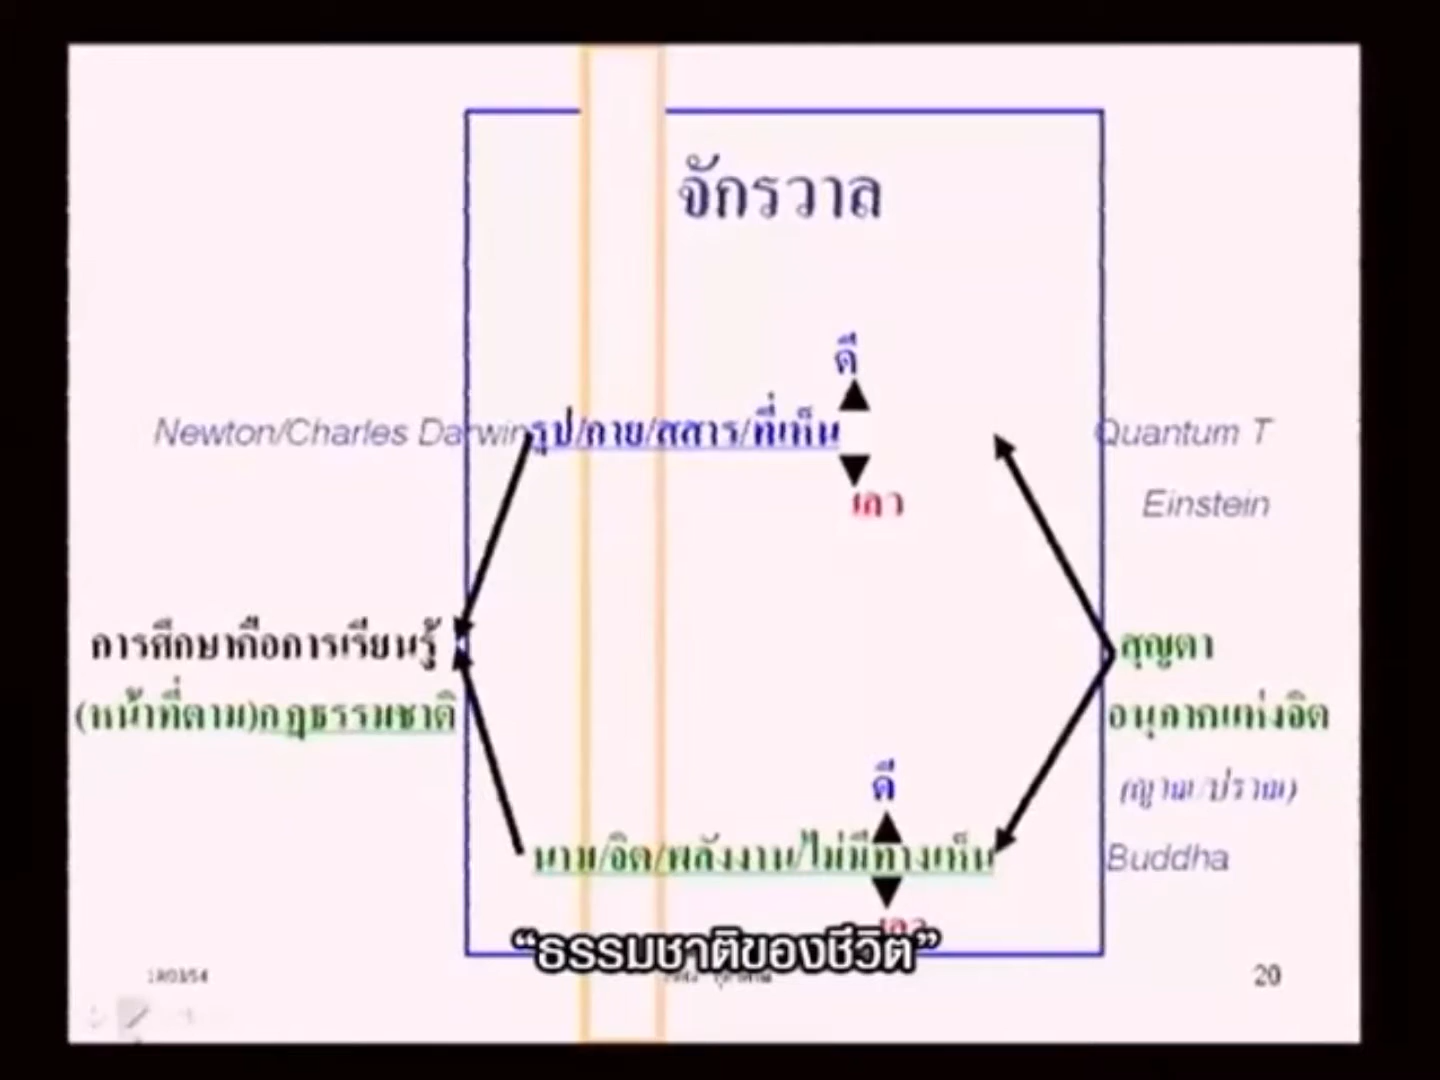 จักรวาล
ดี
Newton/Charles Darwin รูป/กาย/สสาร/ที่เห็น Quantum T
เลว Einstein
การศึกษาคือการเรียนรู้ สุญตา
(หน้าที่ตาม)กฎธรรมชาติ อนุภาคแห่งจิต
ดี (ญาณ/ปราณ)
นาม/จิต/พลังงาน/ไม่มีทางเห็น Buddha
เลว
“ธรรมชาติของชีวิต”
18/03/54 20